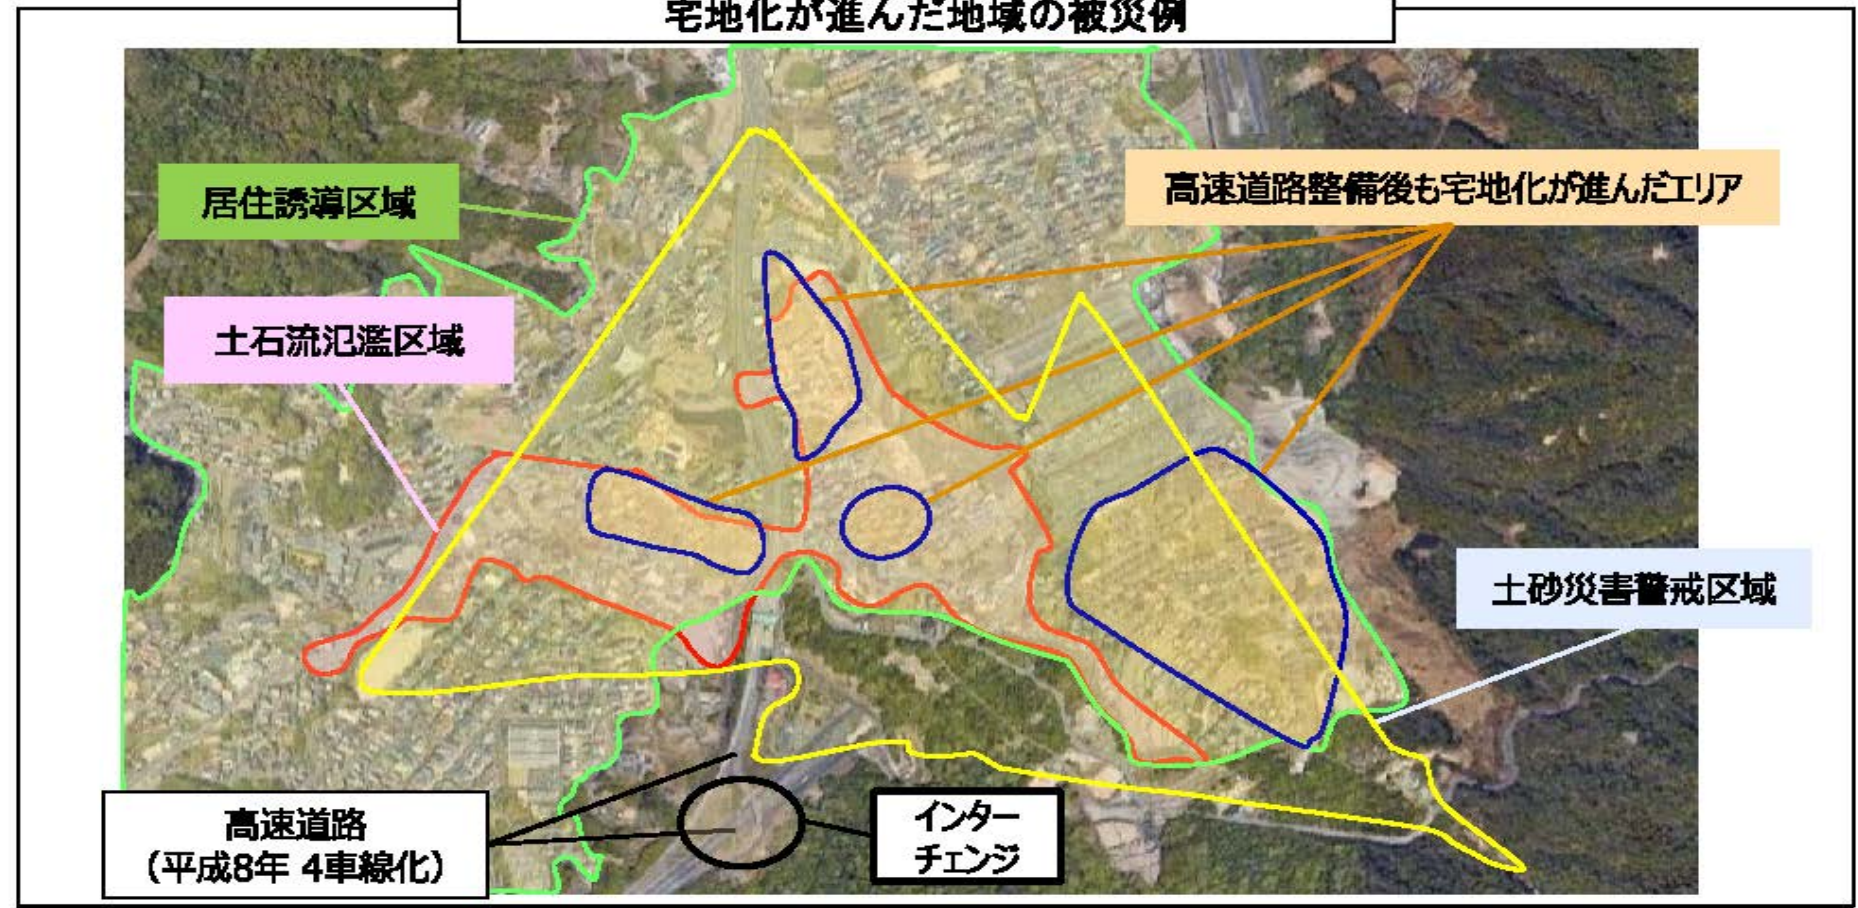 宅地化が進んだ地域の被災例
居住誘導区域
高速道路整備後も宅地化が進んだエリア
土石流氾濫区域
土砂災害警戒区域
高速道路
（平成8年 4車線化）
インター
チェンジ